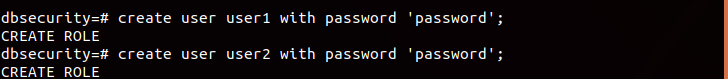 dbsecurity=# create user user1 with password 'password';
CREATE ROLE
dbsecurity=# create user user2 with password 'password';
CREATE ROLE